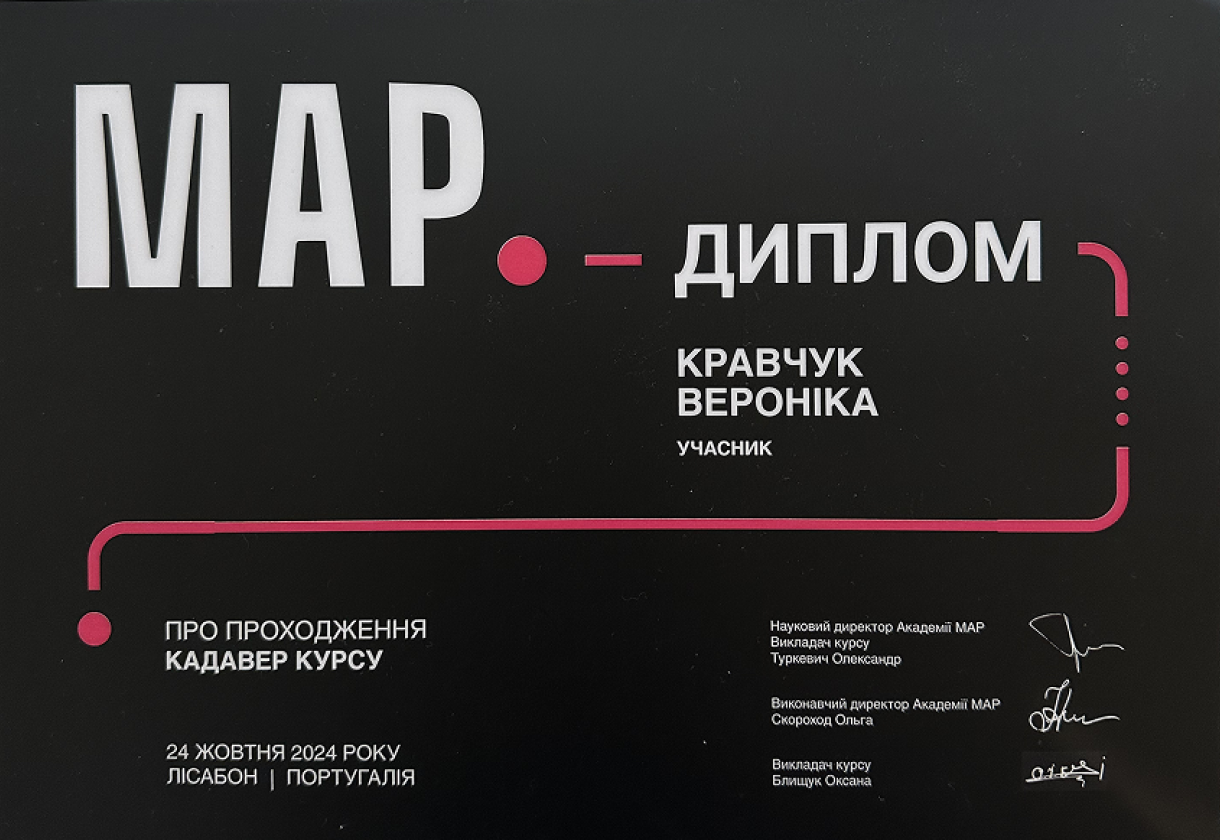 МАР.
— ДИПЛОМ
КРАВЧУК
ВЕРОНІКА
УЧАСНИК
ПРО ПРОХОДЖЕННЯ
КАДАВЕР КУРСУ
24 ЖОВТНЯ 2024 РОКУ
ЛІСАБОН | ПОРТУГАЛІЯ
Науковий директор Академії МАР
Викладач курсу
Туркевич Олександр
Виконавчий директор Академії МАР
Скороход Ольга
Викладач курсу
Блищук Оксана